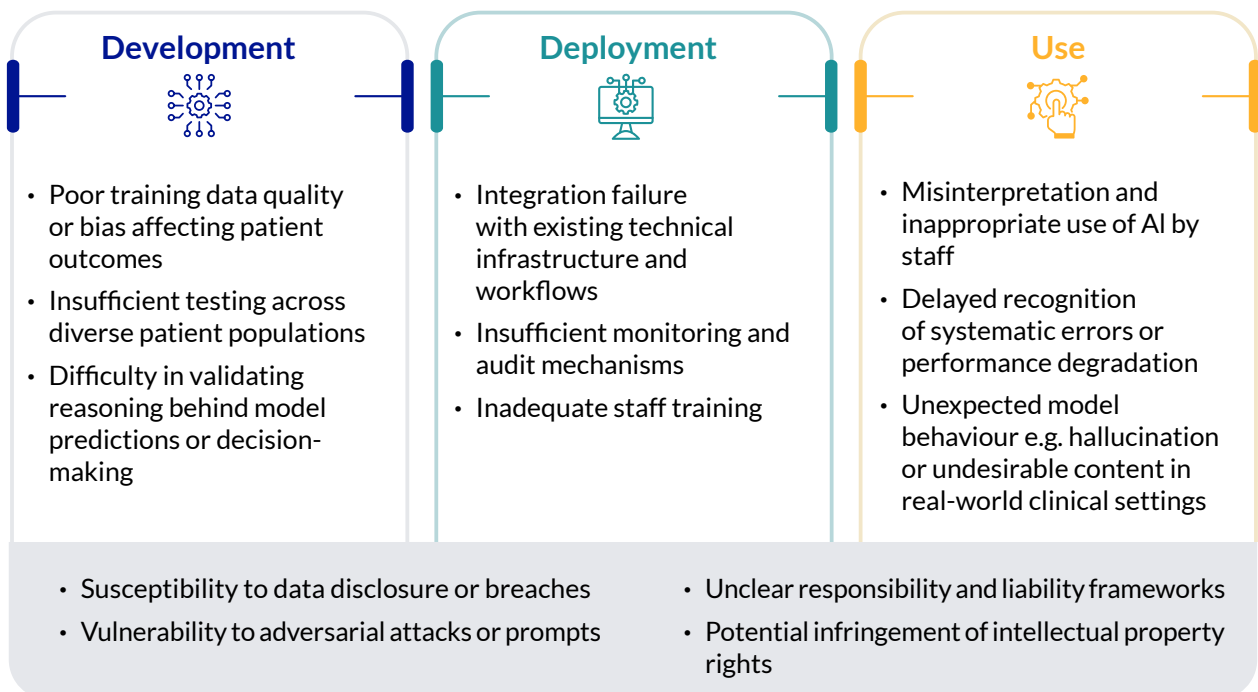 Development
• Poor training data quality
or bias affecting patient
outcomes
• Insufficient testing across
diverse patient populations
• Difficulty in validating
reasoning behind model
predictions or decision-
making
Deployment
• Integration failure
with existing technical
infrastructure and
workflows
• Insufficient monitoring and
audit mechanisms
• Inadequate staff training
Use
• Misinterpretation and
inappropriate use of AI by
staff
• Delayed recognition
of systematic errors or
performance degradation
• Unexpected model
behaviour e.g. hallucination
or undesirable content in
real-world clinical settings
• Susceptibility to data disclosure or breaches
• Vulnerability to adversarial attacks or prompts
• Unclear responsibility and liability frameworks
• Potential infringement of intellectual property
rights